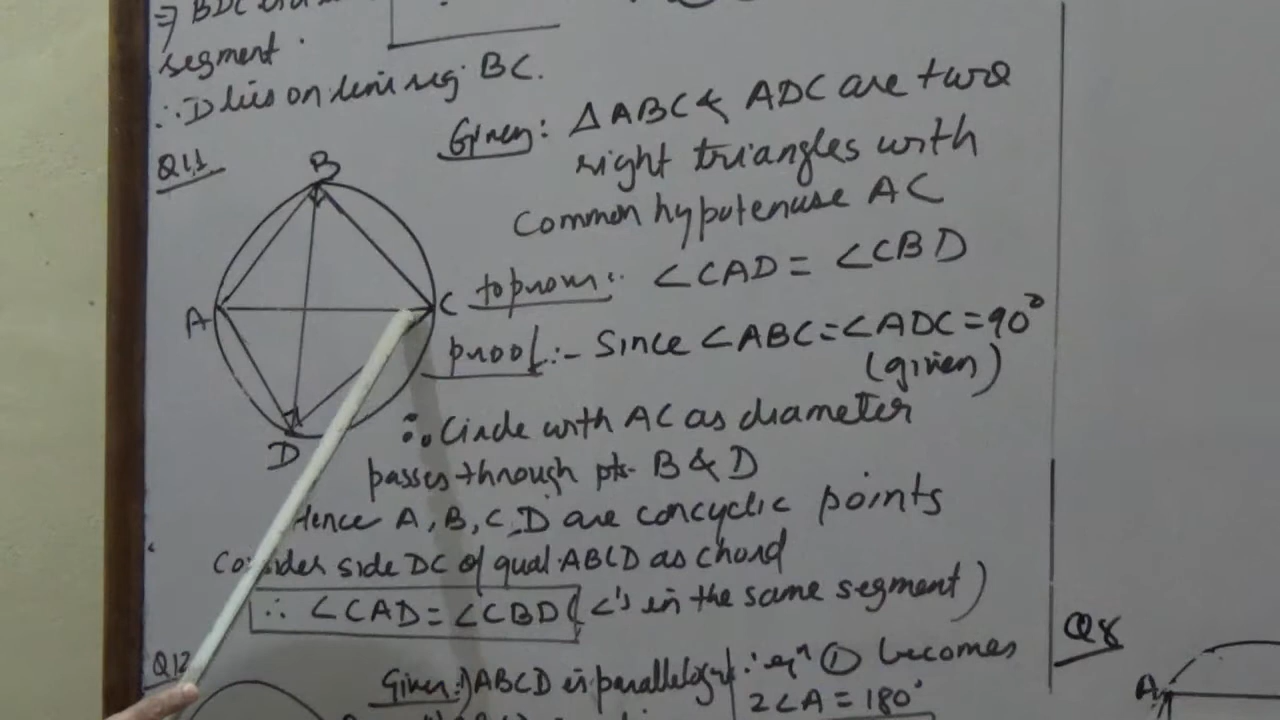 ⇒ BDC
segment.
∴ D lies on line seg. BC.
Q11
Given: △ABC & ADC are two
right triangles with
Common hypotenuse AC
to prove:- ∠CAD = ∠CBD
proof:- Since ∠ABC = ∠ADC = 90°
(given)
∴ Circle with AC as diameter
passes through pts. B & D
Hence A, B, C, D are concyclic points
Consider side DC of quad. ABCD as chord
∴ ∠CAD = ∠CBD (∠'s in the same segment)
B
A
C
D
Q12
Given:- ) ABCD is parallelogram
∴ eqⁿ ① becomes
2∠A = 180°
Q8
A